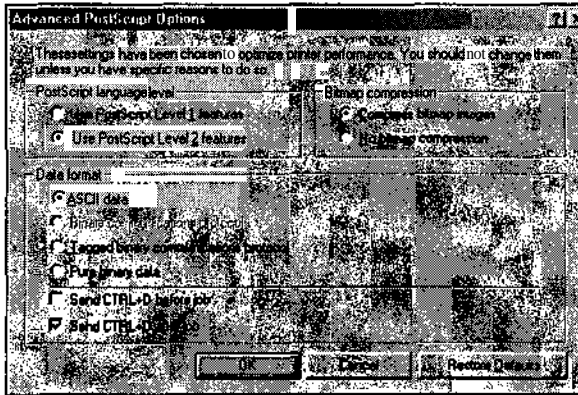 Advanced PostScript Options
These settings have been chosen to optimize printer performance. You should not change them
unless you have specific reasons to do so.
PostScript language level
Use PostScript Level 1 features
Use PostScript Level 2 features
Bitmap compression
Compress bitmap images
No bitmap compression
Data format
ASCII data
Tagged binary communications protocol
Pure binary data
Send CTRL+D before job
Send CTRL+D
OK
Cancel
Restore Defaults